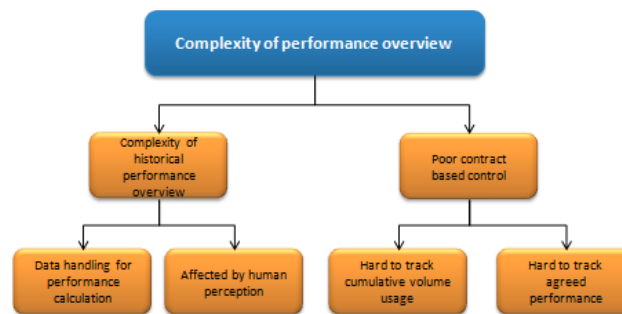 Complexity of performance overview
Complexity of
historical
performance
overview
Poor contract
based control
Data handling for
performance
calculation
Affected by human
perception
Hard to track
cumulative volume
usage
Hard to track
agreed
performance